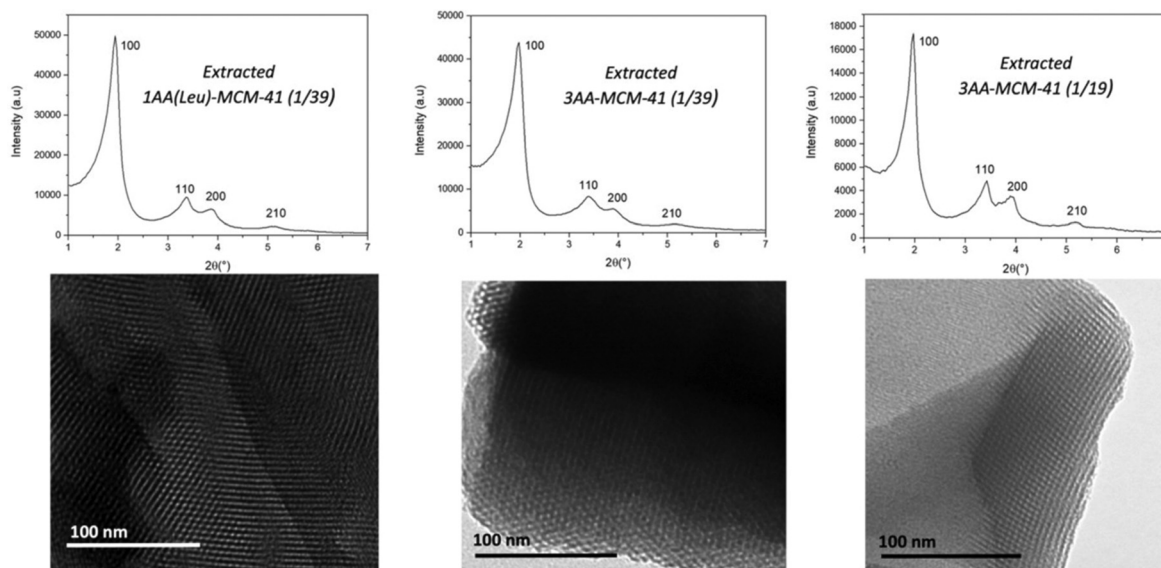 50000
40000
30000
20000
10000
0
Intensity (a.u)
100
Extracted
1AA(Leu)-MCM-41 (1/39)
110
200
210
1 2 3 4 5 6 7
2θ(°)
50000
40000
30000
20000
10000
0
Intensity (a.u)
100
Extracted
3AA-MCM-41 (1/39)
110
200
210
1 2 3 4 5 6 7
2θ(°)
18000
16000
14000
12000
10000
8000
6000
4000
2000
0
Intensity (a.u)
100
Extracted
3AA-MCM-41 (1/19)
110
200
210
1 2 3 4 5 6
2θ(°)
100 nm
100 nm
100 nm